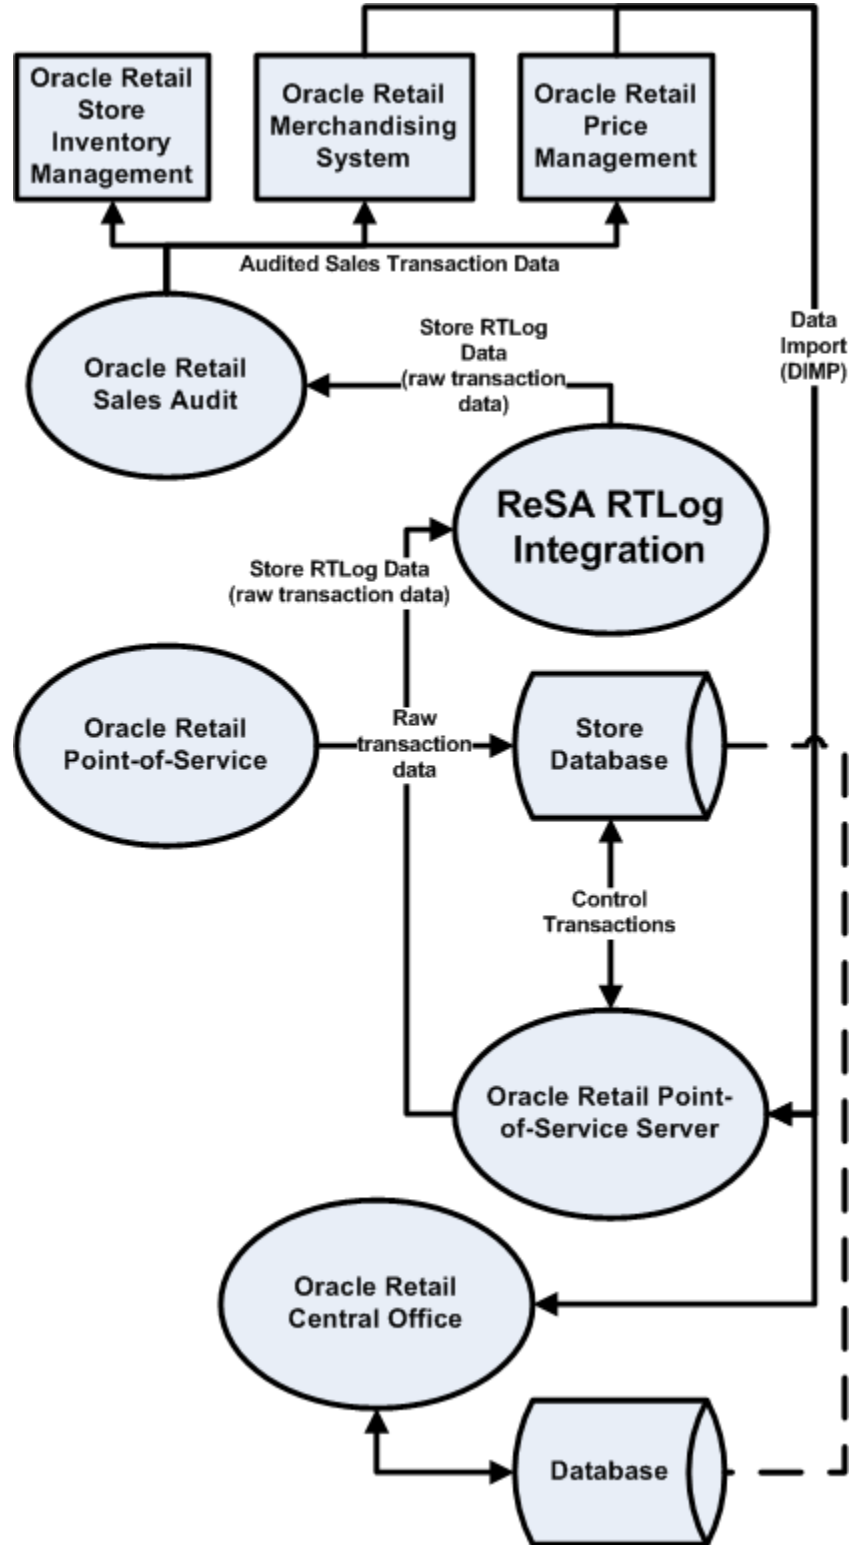 Oracle Retail
Store
Inventory
Management
Oracle Retail
Merchandising
System
Oracle Retail
Price
Management
Audited Sales Transaction Data
Data
Import
(DIMP)
Store RTLog
Data
(raw transaction
data)
Oracle Retail
Sales Audit
ReSA RTLog
Integration
Store RTLog Data
(raw transaction data)
Oracle Retail
Point-of-Service
Raw
transaction
data
Store
Database
Control
Transactions
Oracle Retail Point-
of-Service Server
Oracle Retail
Central Office
Database